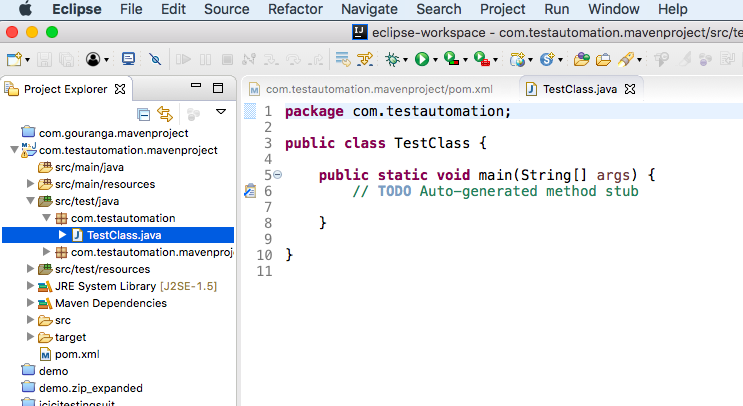 Eclipse File Edit Source Refactor Navigate Search Project Run Window Help
eclipse-workspace - com.testautomation.mavenproject/src/te
Project Explorer
com.testautomation.mavenproject/pom.xml
TestClass.java
com.gouranga.mavenproject
com.testautomation.mavenproject
src/main/java
src/main/resources
src/test/java
com.testautomation
TestClass.java
com.testautomation.mavenproj
src/test/resources
JRE System Library [J2SE-1.5]
Maven Dependencies
src
target
pom.xml
demo
demo.zip_expanded
icicitestingsuit
1 package com.testautomation;
2
3 public class TestClass {
4
5 public static void main(String[] args) {
6 // TODO Auto-generated method stub
7
8 }
9
10 }
11